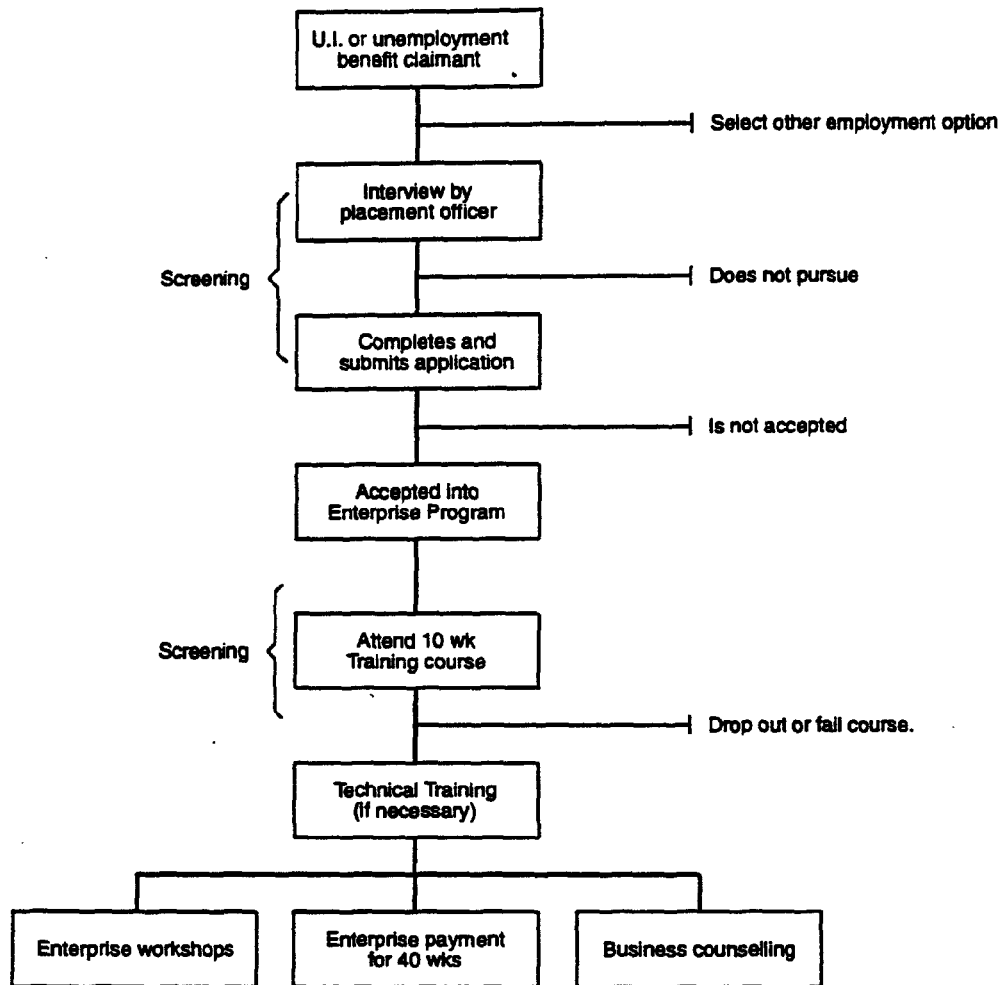 U.I. or unemployment
benefit claimant
Select other employment option
Interview by
placement officer
Screening
Does not pursue
Completes and
submits application
Is not accepted
Accepted into
Enterprise Program
Screening
Attend 10 wk
Training course
Drop out or fail course.
Technical Training
(if necessary)
Enterprise workshops
Enterprise payment
for 40 wks
Business counselling